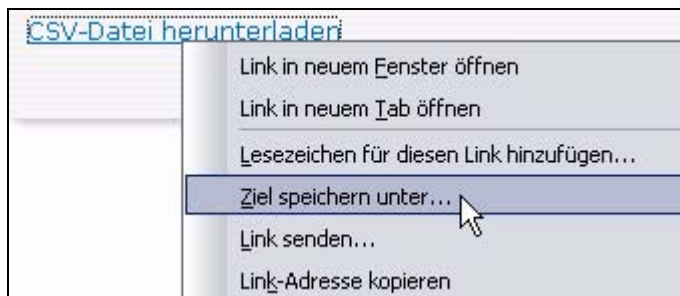 CSV-Datei herunterladen
Link in neuem Fenster öffnen
Link in neuem Tab öffnen
Lesezeichen für diesen Link hinzufügen...
Ziel speichern unter...
Link senden...
Link-Adresse kopieren